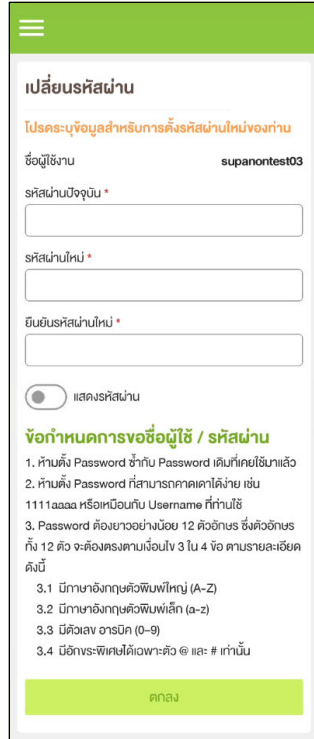 เปลี่ยนรหัสผ่าน
โปรดระบุข้อมูลสำหรับการตั้งรหัสผ่านใหม่ของท่าน
ชื่อผู้ใช้งาน supanontest03
รหัสผ่านปัจจุบัน *
รหัสผ่านใหม่ *
ยืนยันรหัสผ่านใหม่ *
แสดงรหัสผ่าน
ข้อกำหนดการขอชื่อผู้ใช้ / รหัสผ่าน
1. ห้ามตั้ง Password ซ้ำกับ Password เดิมที่เคยใช้มาแล้ว
2. ห้ามตั้ง Password ที่สามารถคาดเดาได้ง่าย เช่น
1111aaaa หรือเหมือนกับ Username ที่ท่านใช้
3. Password ต้องยาวอย่างน้อย 12 ตัวอักษร ซึ่งตัวอักษร
ทั้ง 12 ตัว จะต้องตรงตามเงื่อนไข 3 ใน 4 ข้อ ตามรายละเอียด
ดังนี้
3.1 มีภาษาอังกฤษตัวพิมพ์ใหญ่ (A-Z)
3.2 มีภาษาอังกฤษตัวพิมพ์เล็ก (a-z)
3.3 มีตัวเลข อารบิค (0-9)
3.4 มีอักขระพิเศษได้เฉพาะตัว @ และ # เท่านั้น
ตกลง